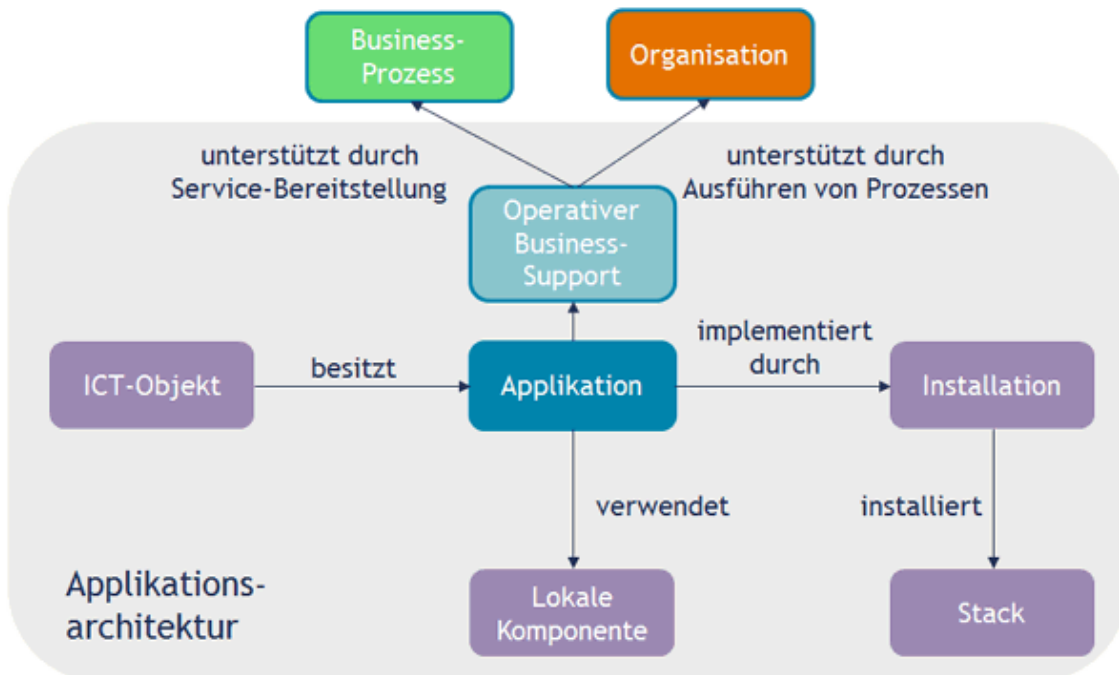 Business-
Prozess
Organisation
unterstützt durch
Service-Bereitstellung
unterstützt durch
Ausführen von Prozessen
Operativer
Business-
Support
ICT-Objekt
besitzt
Applikation
implementiert
durch
Installation
verwendet
installiert
Applikations-
architektur
Lokale
Komponente
Stack